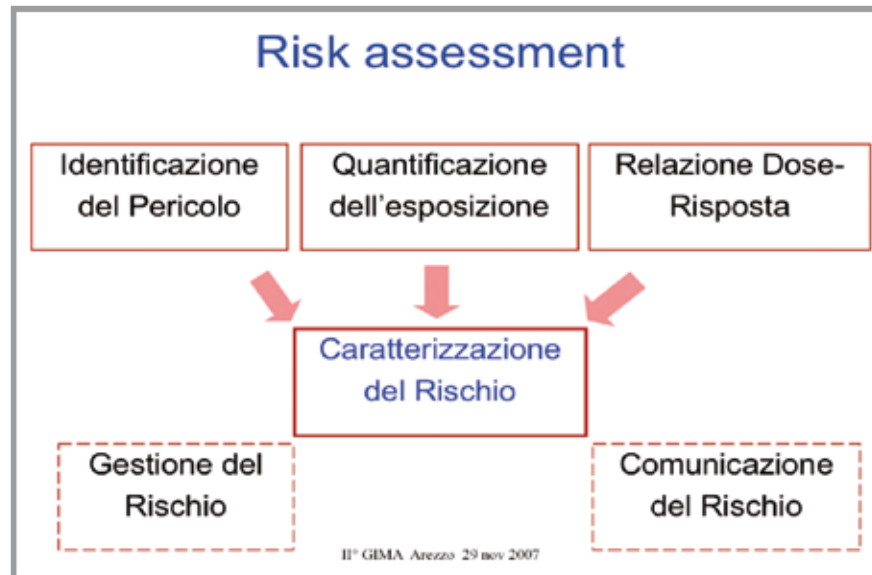 Risk assessment
Identificazione
del Pericolo
Quantificazione
dell'esposizione
Relazione Dose-
Risposta
Caratterizzazione
del Rischio
Gestione del
Rischio
Comunicazione
del Rischio
II° GIMA Arezzo 29 nov 2007